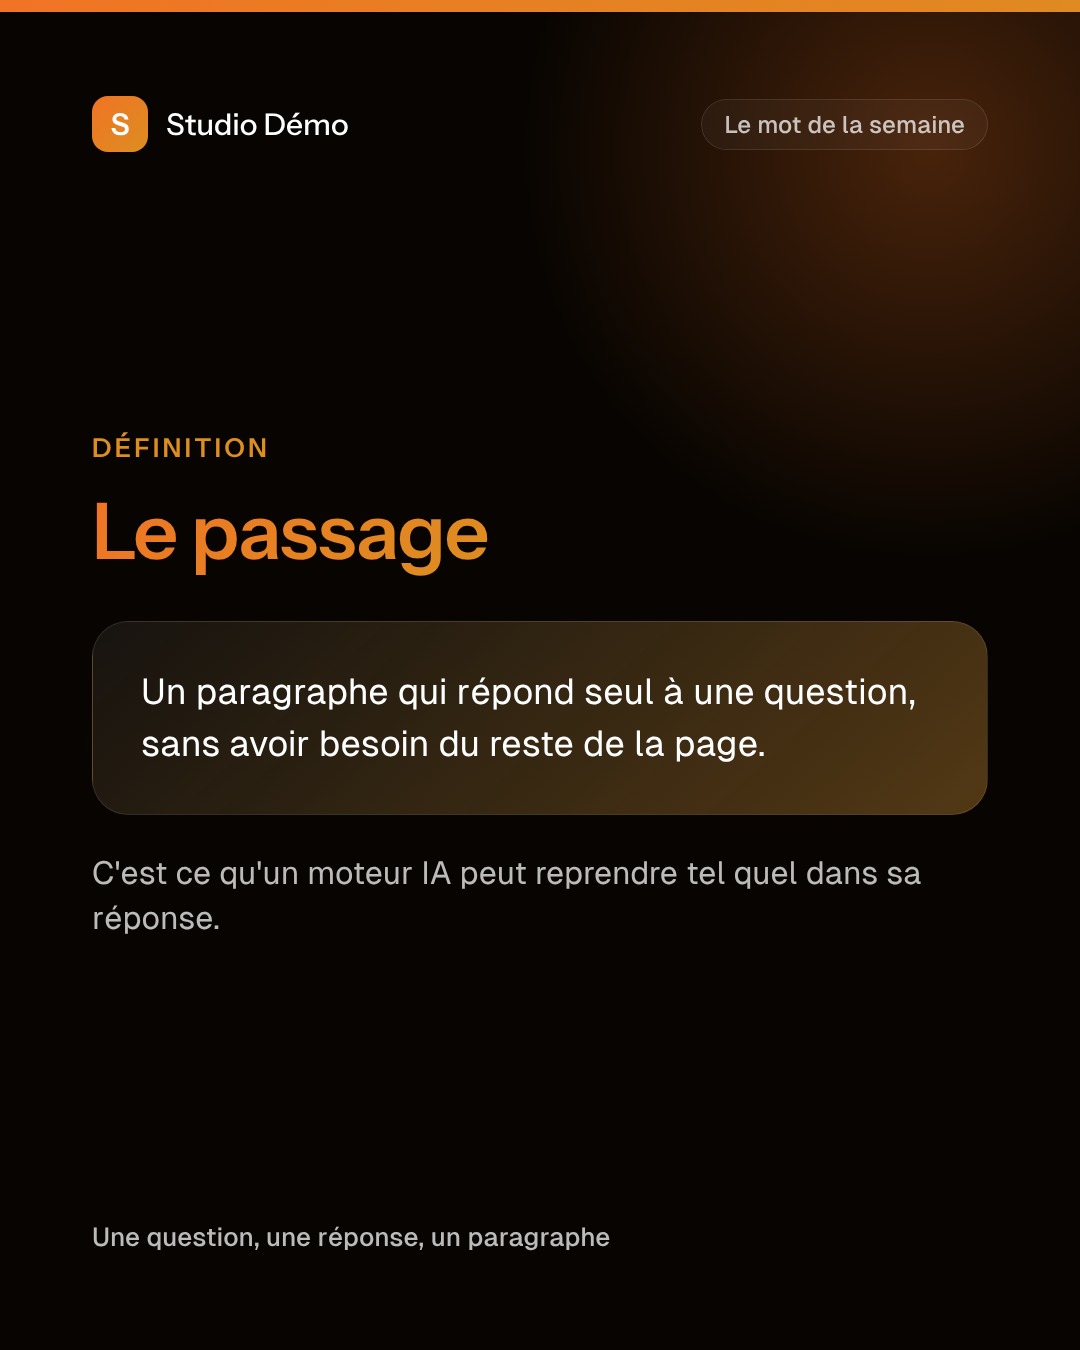 S Studio Démo
Le mot de la semaine
DÉFINITION
Le passage
Un paragraphe qui répond seul à une question,
sans avoir besoin du reste de la page.
C'est ce qu'un moteur IA peut reprendre tel quel dans sa
réponse.
Une question, une réponse, un paragraphe